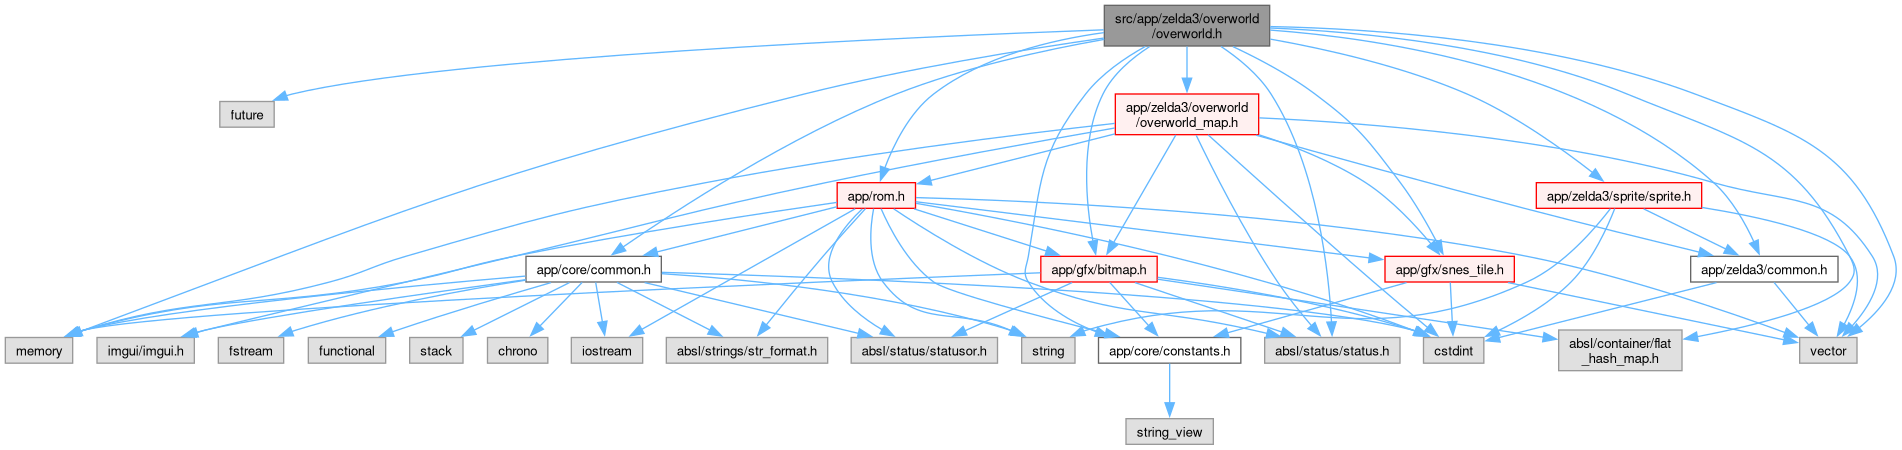 src/app/zelda3/overworld
/overworld.h
future
app/zelda3/overworld
/overworld_map.h
app/rom.h
app/zelda3/sprite/sprite.h
app/core/common.h
app/gfx/bitmap.h
app/gfx/snes_tile.h
app/zelda3/common.h
memory
imgui/imgui.h
fstream
functional
stack
chrono
iostream
absl/strings/str_format.h
absl/status/statusor.h
string
app/core/constants.h
absl/status/status.h
cstdint
absl/container/flat
_hash_map.h
vector
string_view